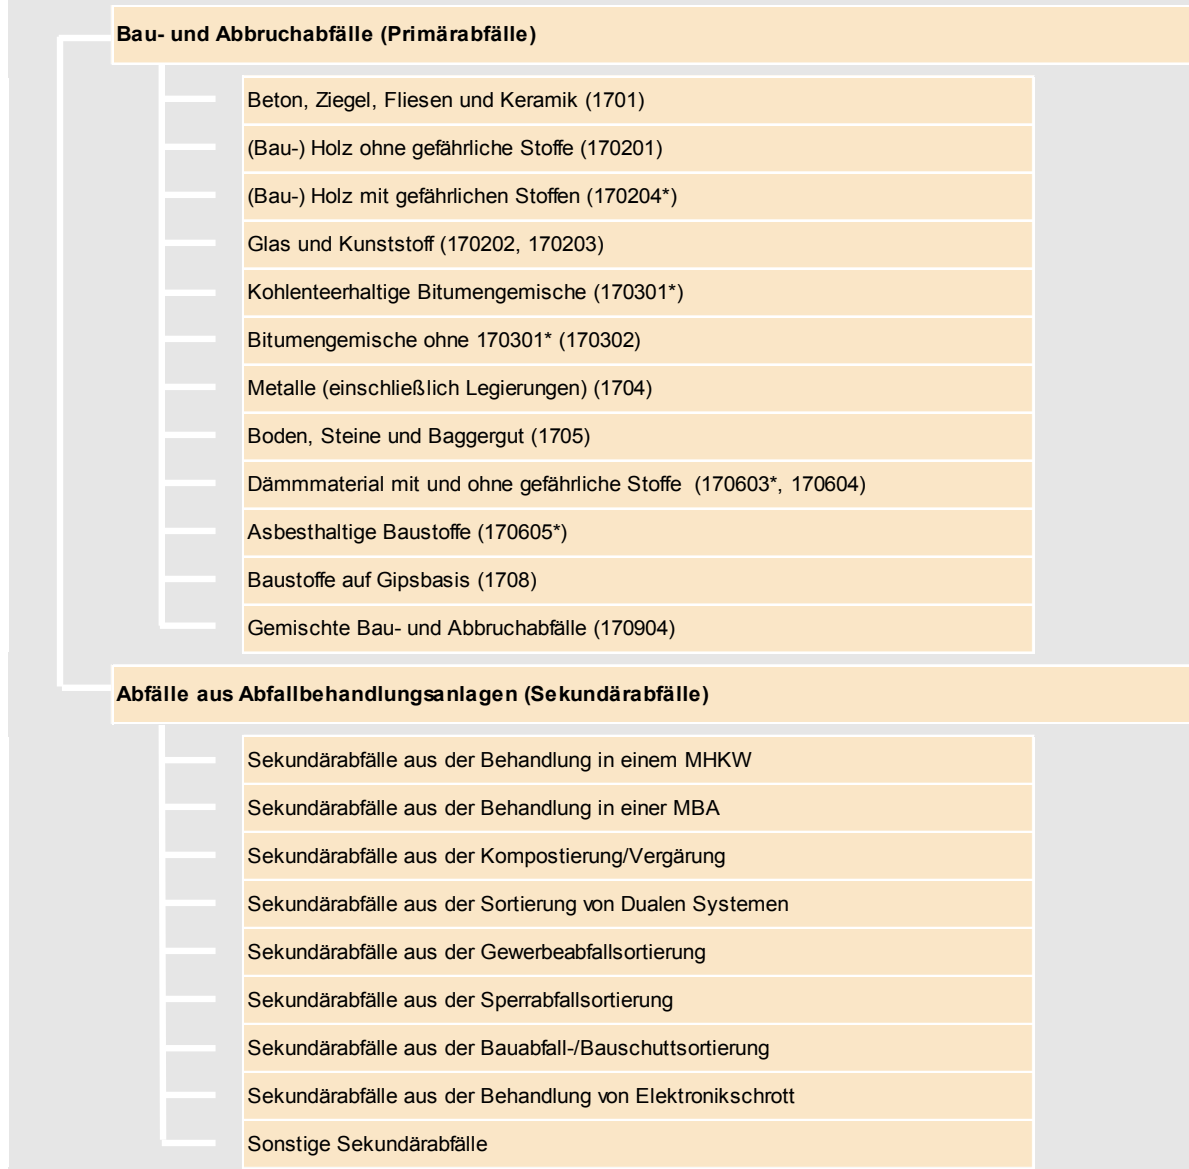 Bau- und Abbruchabfälle (Primärabfälle)
Beton, Ziegel, Fliesen und Keramik (1701)
(Bau-) Holz ohne gefährliche Stoffe (170201)
(Bau-) Holz mit gefährlichen Stoffen (170204*)
Glas und Kunststoff (170202, 170203)
Kohlenteerhaltige Bitumengemische (170301*)
Bitumengemische ohne 170301* (170302)
Metalle (einschließlich Legierungen) (1704)
Boden, Steine und Baggergut (1705)
Dämmmaterial mit und ohne gefährliche Stoffe (170603*, 170604)
Asbesthaltige Baustoffe (170605*)
Baustoffe auf Gipsbasis (1708)
Gemischte Bau- und Abbruchabfälle (170904)
Abfälle aus Abfallbehandlungsanlagen (Sekundärabfälle)
Sekundärabfälle aus der Behandlung in einem MHKW
Sekundärabfälle aus der Behandlung in einer MBA
Sekundärabfälle aus der Kompostierung/Vergärung
Sekundärabfälle aus der Sortierung von Dualen Systemen
Sekundärabfälle aus der Gewerbeabfallsortierung
Sekundärabfälle aus der Sperrabfallsortierung
Sekundärabfälle aus der Bauabfall-/Bauschuttsortierung
Sekundärabfälle aus der Behandlung von Elektronikschrott
Sonstige Sekundärabfälle